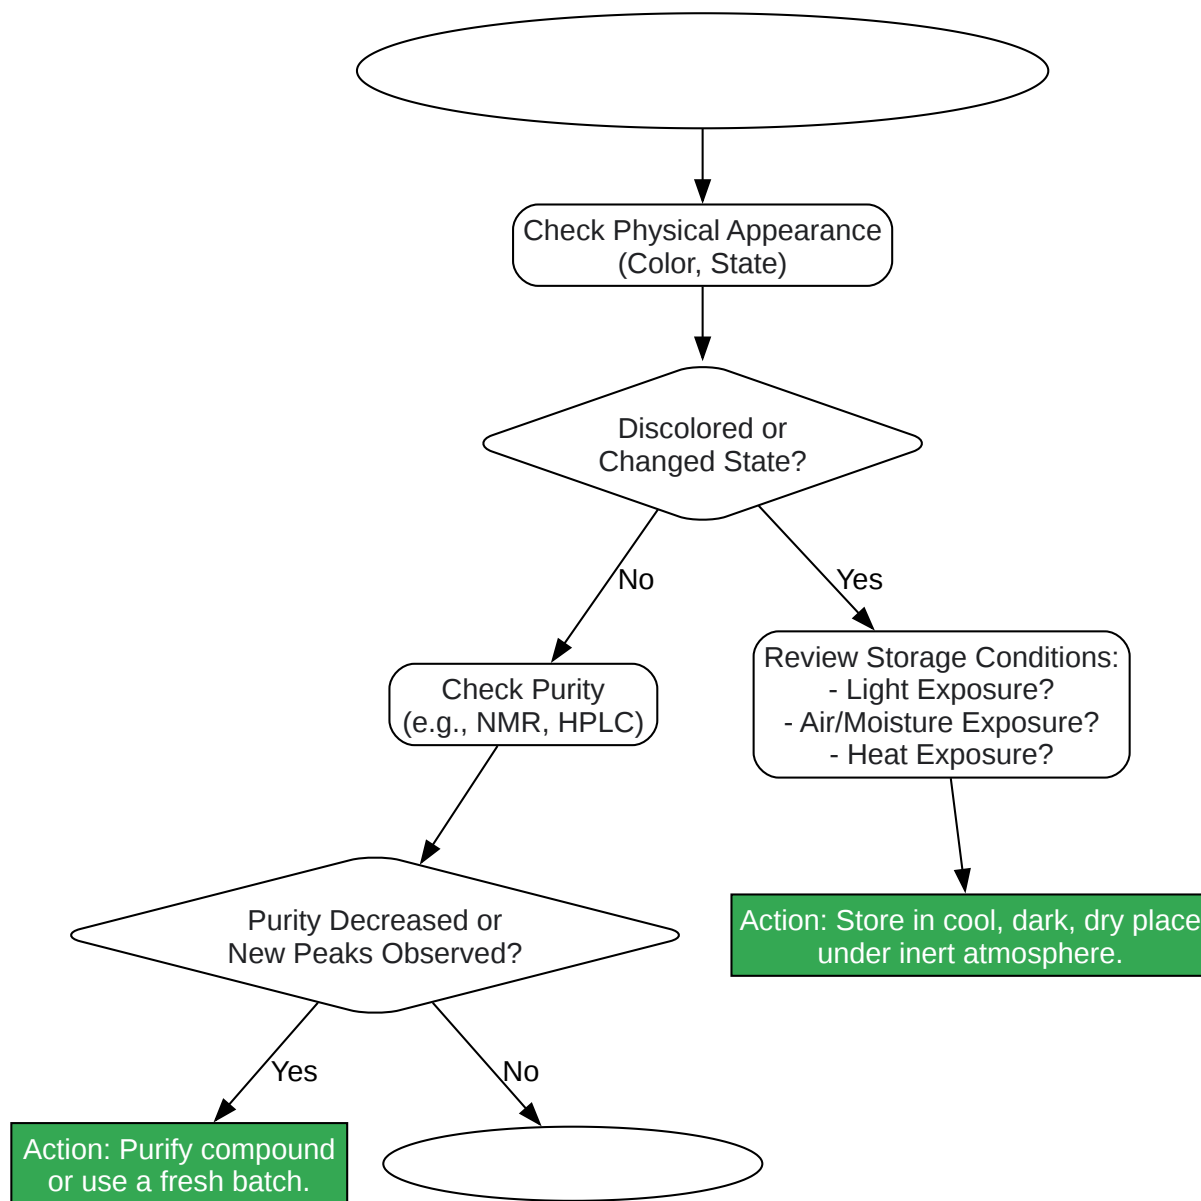 Check Physical Appearance
(Color, State)
Discolored or
Changed State?
No
Yes
Check Purity
(e.g., NMR, HPLC)
Review Storage Conditions:
- Light Exposure?
- Air/Moisture Exposure?
- Heat Exposure?
Purity Decreased or
New Peaks Observed?
Action: Store in cool, dark, dry place
under inert atmosphere.
Yes
No
Action: Purify compound
or use a fresh batch.